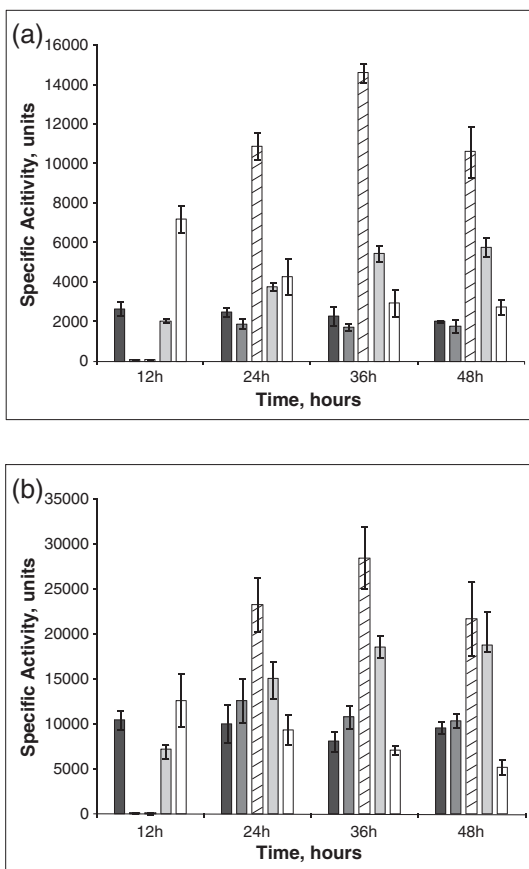 (a)
16000
14000
12000
10000
8000
6000
4000
2000
0
Specific Acitivity, units
12h 24h 36h 48h
Time, hours
(b)
35000
30000
25000
20000
15000
10000
5000
0
Specific Activity, units
12h 24h 36h 48h
Time, hours